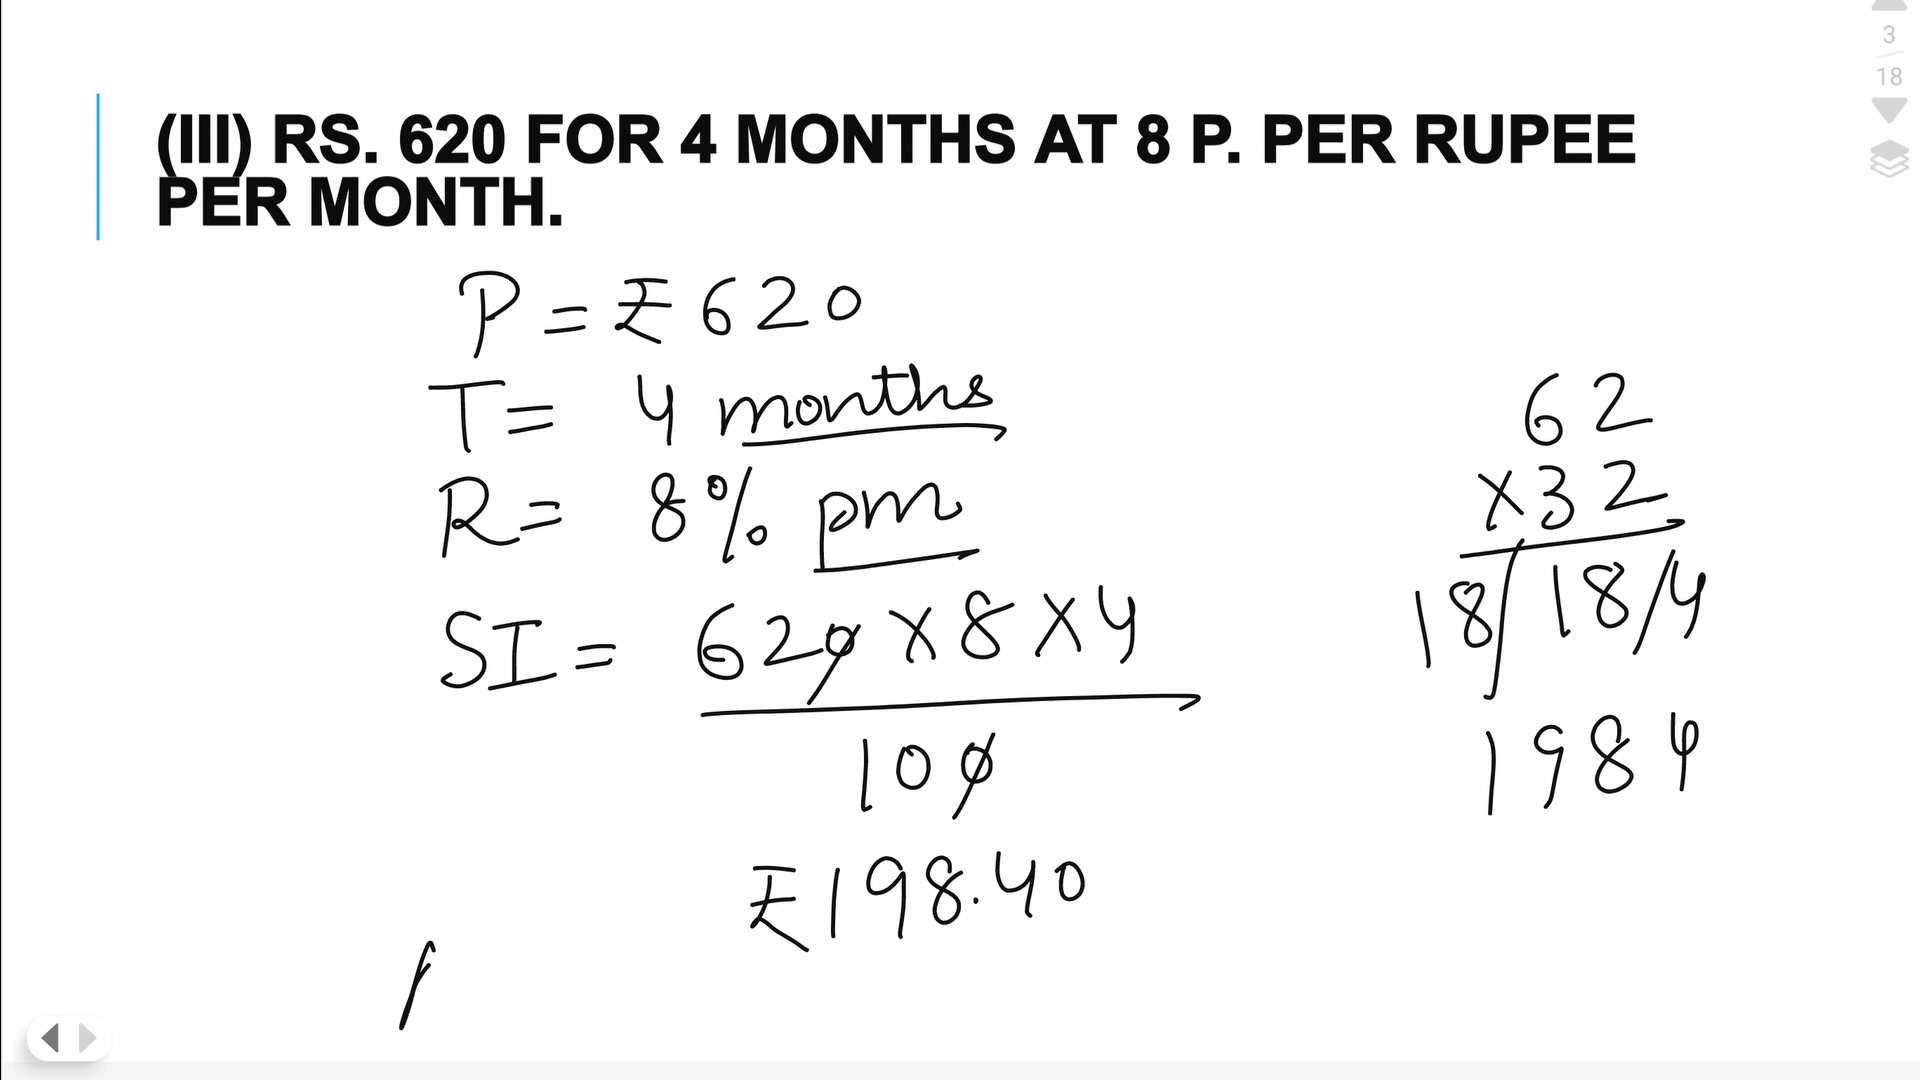 (III) RS. 620 FOR 4 MONTHS AT 8 P. PER RUPEE
PER MONTH.
P = ₹ 620
T = 4 months
R = 8% pm
SI = 620 × 8 × 4
100
₹198.40
62
×32
18/18/4
1984
3
18